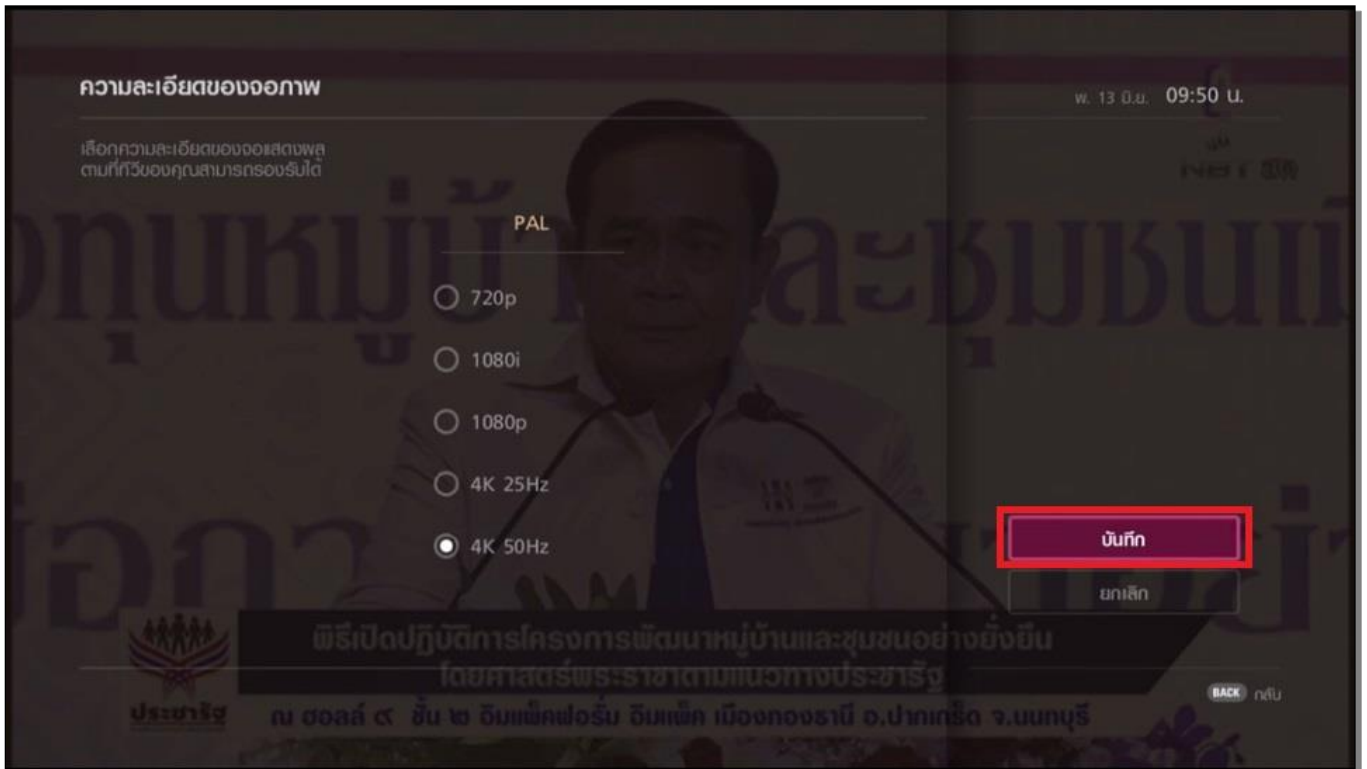 ความละเอียดของจอภาพ
พ. 13 มิ.ย. 09:50 น.
เลือกความละเอียดของจอแสดงผล
ตามที่ทีวีของคุณสามารถรองรับได้
PAL
720p
1080i
1080p
4K 25Hz
4K 50Hz
บันทึก
ยกเลิก
พิธีเปิดปฏิบัติการโครงการพัฒนาหมู่บ้านและชุมชนอย่างยั่งยืน
โดยศาสตร์พระราชาตามแนวทางประชารัฐ
BACK กลับ
ประชารัฐ
ณ ฮอลล์ ๙ ชั้น ๒ อิมแพ็คฟอรั่ม อิมแพ็ค เมืองทองธานี อ.ปากเกร็ด จ.นนทบุรี